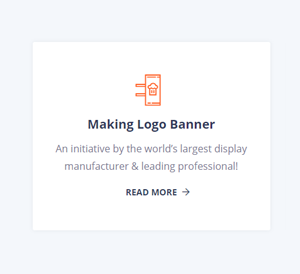 Making Logo Banner
An initiative by the world's largest display
manufacturer & leading professional!
READ MORE →